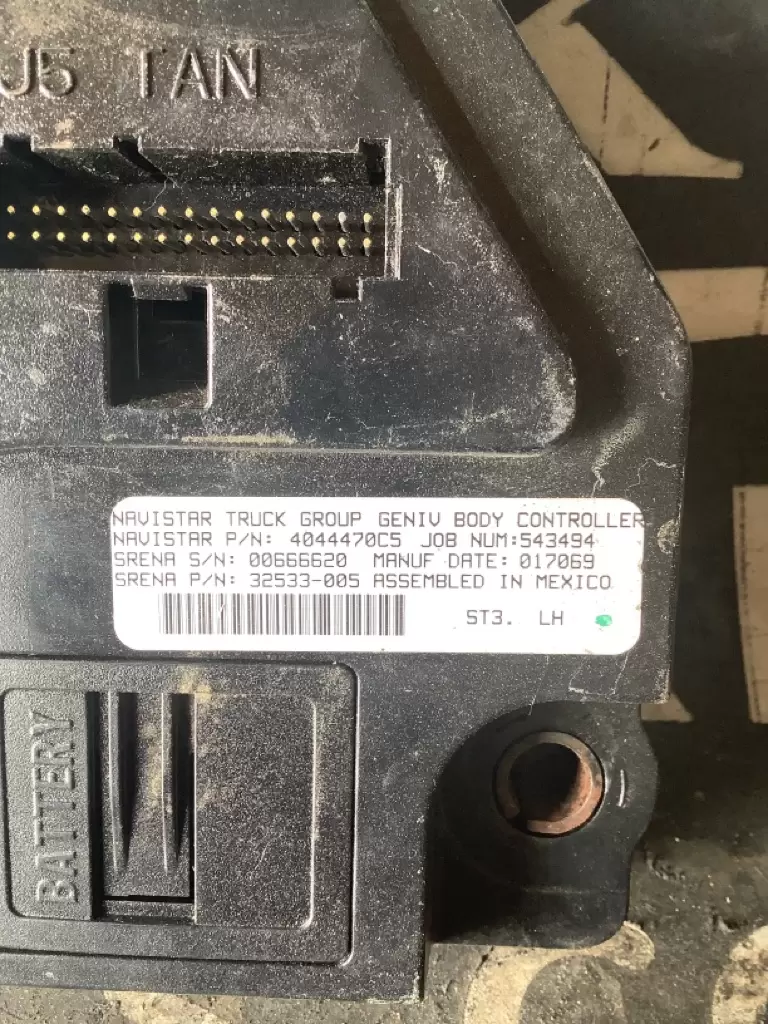 J5 TAN
NAVISTAR TRUCK GROUP GENIV BODY CONTROLLER
NAVISTAR P/N: 4044470C5 JOB NUM:543494
SRENA S/N: 00666620 MANUF DATE: 017069
SRENA P/N: 32533-005 ASSEMBLED IN MEXICO
ST3. LH
BATTERY